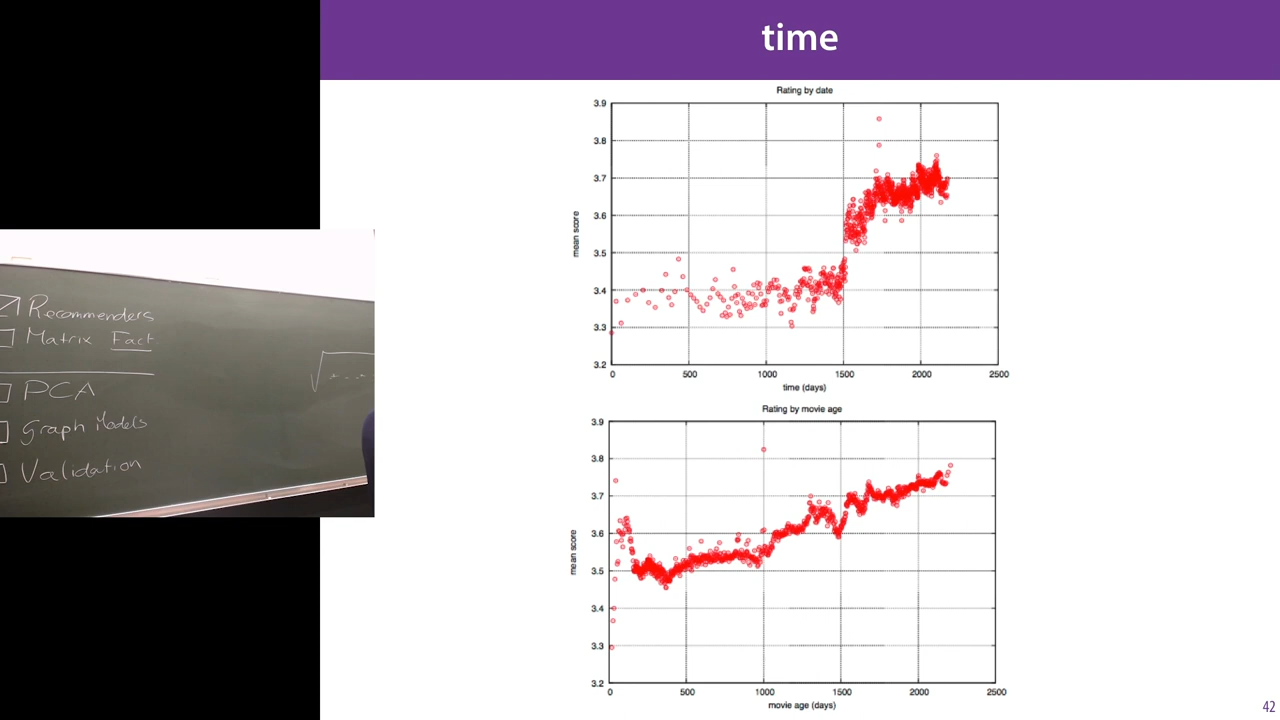 time
Rating by date
3.9
3.8
3.7
3.6
3.5
3.4
3.3
3.2
mean score
0 500 1000 1500 2000 2500
time (days)
Rating by movie age
3.9
3.8
3.7
3.6
3.5
3.4
3.3
3.2
mean score
0 500 1000 1500 2000 2500
movie age (days)
42
Recommenders
Matrix Fact.
PCA
Graph Models
Validation